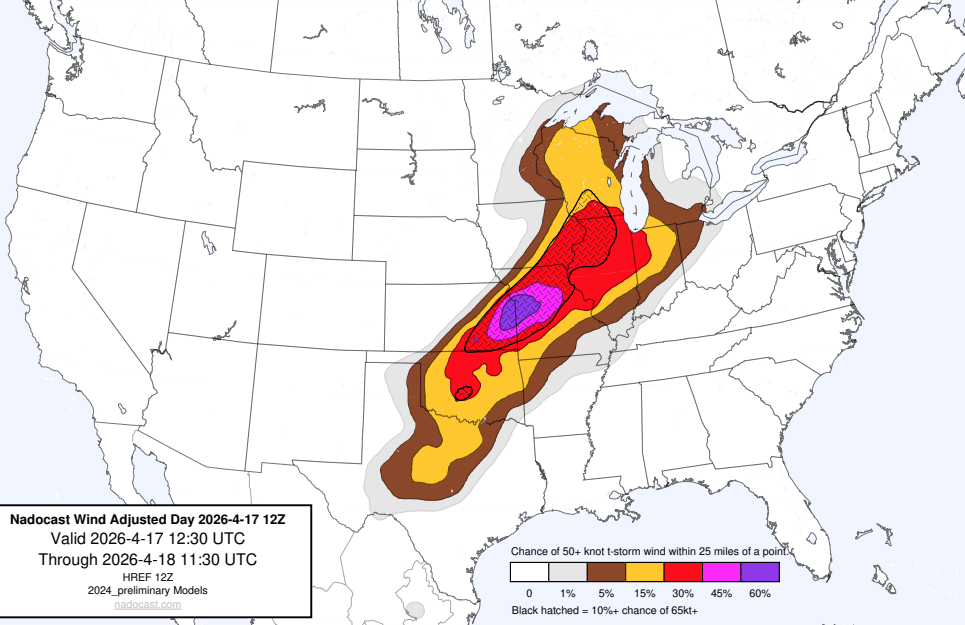 Nadocast Wind Adjusted Day 2026-4-17 12Z
Valid 2026-4-17 12:30 UTC
Through 2026-4-18 11:30 UTC
HREF 12Z
2024_preliminary Models
nadocast.com
Chance of 50+ knot t-storm wind within 25 miles of a point.
0 1% 5% 15% 30% 45% 60%
Black hatched = 10%+ chance of 65kt+